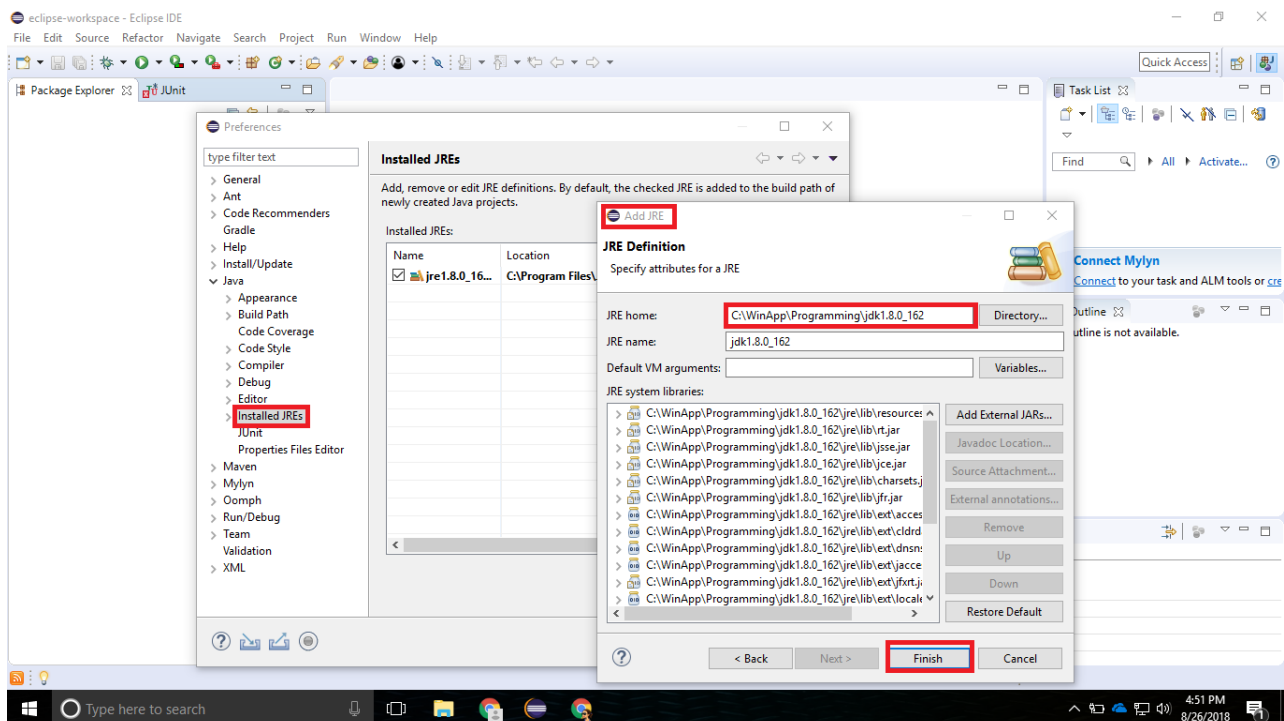 eclipse-workspace - Eclipse IDE
File Edit Source Refactor Navigate Search Project Run Window Help
Quick Access
Package Explorer
JUnit
Task List
Find
All
Activate...
Connect Mylyn
Connect to your task and ALM tools or cre
utline
utline is not available.
Preferences
type filter text
General
Ant
Code Recommenders
Gradle
Help
Install/Update
Java
Appearance
Build Path
Code Coverage
Code Style
Compiler
Debug
Editor
Installed JREs
JUnit
Properties Files Editor
Maven
Mylyn
Oomph
Run/Debug
Team
Validation
XML
Installed JREs
Add, remove or edit JRE definitions. By default, the checked JRE is added to the build path of
newly created Java projects.
Installed JREs:
Name Location
jre1.8.0_16... C:\Program Files\
Add JRE
JRE Definition
Specify attributes for a JRE
JRE home: C:\WinApp\Programming\jdk1.8.0_162 Directory...
JRE name: jdk1.8.0_162
Default VM arguments: Variables...
JRE system libraries:
C:\WinApp\Programming\jdk1.8.0_162\jre\lib\resources
C:\WinApp\Programming\jdk1.8.0_162\jre\lib\rt.jar
C:\WinApp\Programming\jdk1.8.0_162\jre\lib\jsse.jar
C:\WinApp\Programming\jdk1.8.0_162\jre\lib\jce.jar
C:\WinApp\Programming\jdk1.8.0_162\jre\lib\charsets.j
C:\WinApp\Programming\jdk1.8.0_162\jre\lib\jfr.jar
C:\WinApp\Programming\jdk1.8.0_162\jre\lib\ext\acces
C:\WinApp\Programming\jdk1.8.0_162\jre\lib\ext\cldrd
C:\WinApp\Programming\jdk1.8.0_162\jre\lib\ext\dnsn
C:\WinApp\Programming\jdk1.8.0_162\jre\lib\ext\jacce
C:\WinApp\Programming\jdk1.8.0_162\jre\lib\ext\jfxrt.j
C:\WinApp\Programming\jdk1.8.0_162\jre\lib\ext\locale
Add External JARs...
Javadoc Location...
Source Attachment...
External annotations...
Remove
Up
Down
Restore Default
< Back
Next >
Finish
Cancel
Type here to search
4:51 PM
8/26/2018